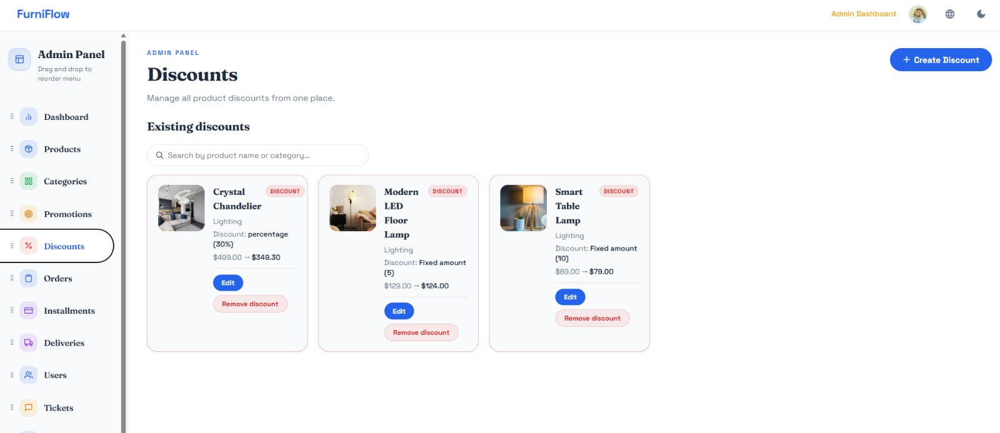 FurniFlow
Admin Dashboard
Admin Panel
Drag and drop to
reorder menu
Dashboard
Products
Categories
Promotions
Discounts
Orders
Installments
Deliveries
Users
Tickets
ADMIN PANEL
Discounts
Manage all product discounts from one place.
+ Create Discount
Existing discounts
Search by product name or category...
Crystal
Chandelier
DISCOUNT
Lighting
Discount: percentage
(30%)
$499.00 → $349.30
Edit
Remove discount
Modern
LED
Floor
Lamp
DISCOUNT
Lighting
Discount: Fixed amount
(5)
$129.00 → $124.00
Edit
Remove discount
Smart
Table
Lamp
DISCOUNT
Lighting
Discount: Fixed amount
(10)
$89.00 → $79.00
Edit
Remove discount